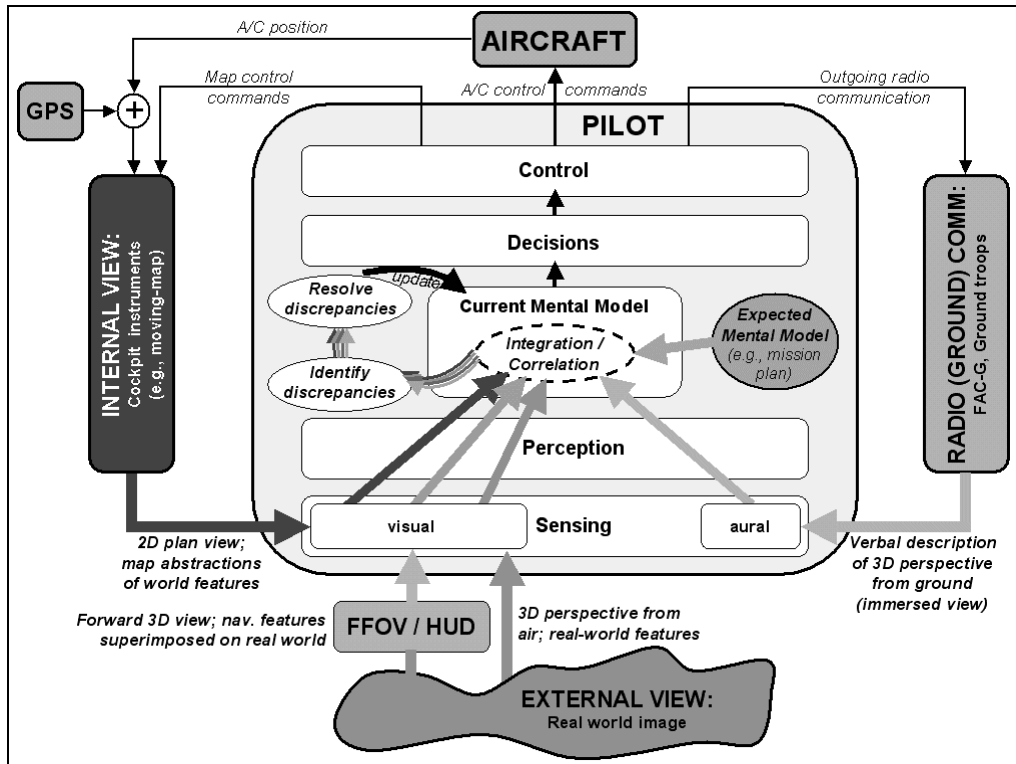 A/C position
AIRCRAFT
Map control
commands
A/C control commands
Outgoing radio
communication
GPS
+
PILOT
Control
Decisions
Resolve
discrepancies
update
Current Mental Model
Integration /
Correlation
Expected
Mental Model
(e.g., mission
plan)
Identify
discrepancies
INTERNAL VIEW:
Cockpit instruments
(e.g., moving-map)
RADIO (GROUND) COMM:
FAC-G, Ground troops
Perception
visual
Sensing
aural
2D plan view;
map abstractions
of world features
Verbal description
of 3D perspective
from ground
(immersed view)
Forward 3D view; nav. features
superimposed on real world
FFOV / HUD
3D perspective from
air; real-world features
EXTERNAL VIEW:
Real world image